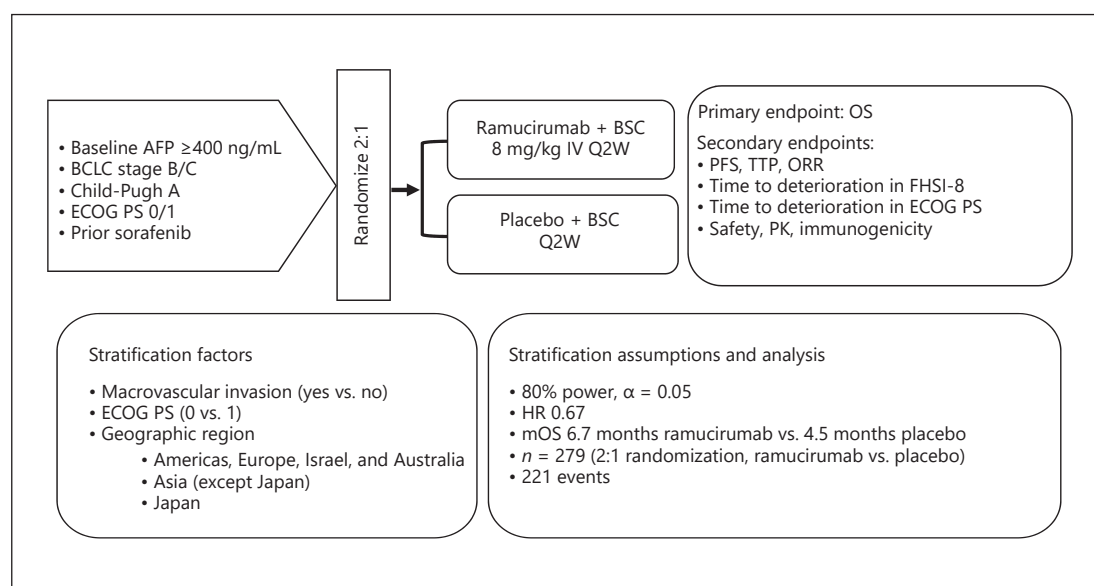 • Baseline AFP ≥400 ng/mL
• BCLC stage B/C
• Child-Pugh A
• ECOG PS 0/1
• Prior sorafenib
Randomize 2:1
Ramucirumab + BSC
8 mg/kg IV Q2W
Placebo + BSC
Q2W
Primary endpoint: OS
Secondary endpoints:
• PFS, TTP, ORR
• Time to deterioration in FHSI-8
• Time to deterioration in ECOG PS
• Safety, PK, immunogenicity
Stratification factors
• Macrovascular invasion (yes vs. no)
• ECOG PS (0 vs. 1)
• Geographic region
• Americas, Europe, Israel, and Australia
• Asia (except Japan)
• Japan
Stratification assumptions and analysis
• 80% power, α = 0.05
• HR 0.67
• mOS 6.7 months ramucirumab vs. 4.5 months placebo
• n = 279 (2:1 randomization, ramucirumab vs. placebo)
• 221 events